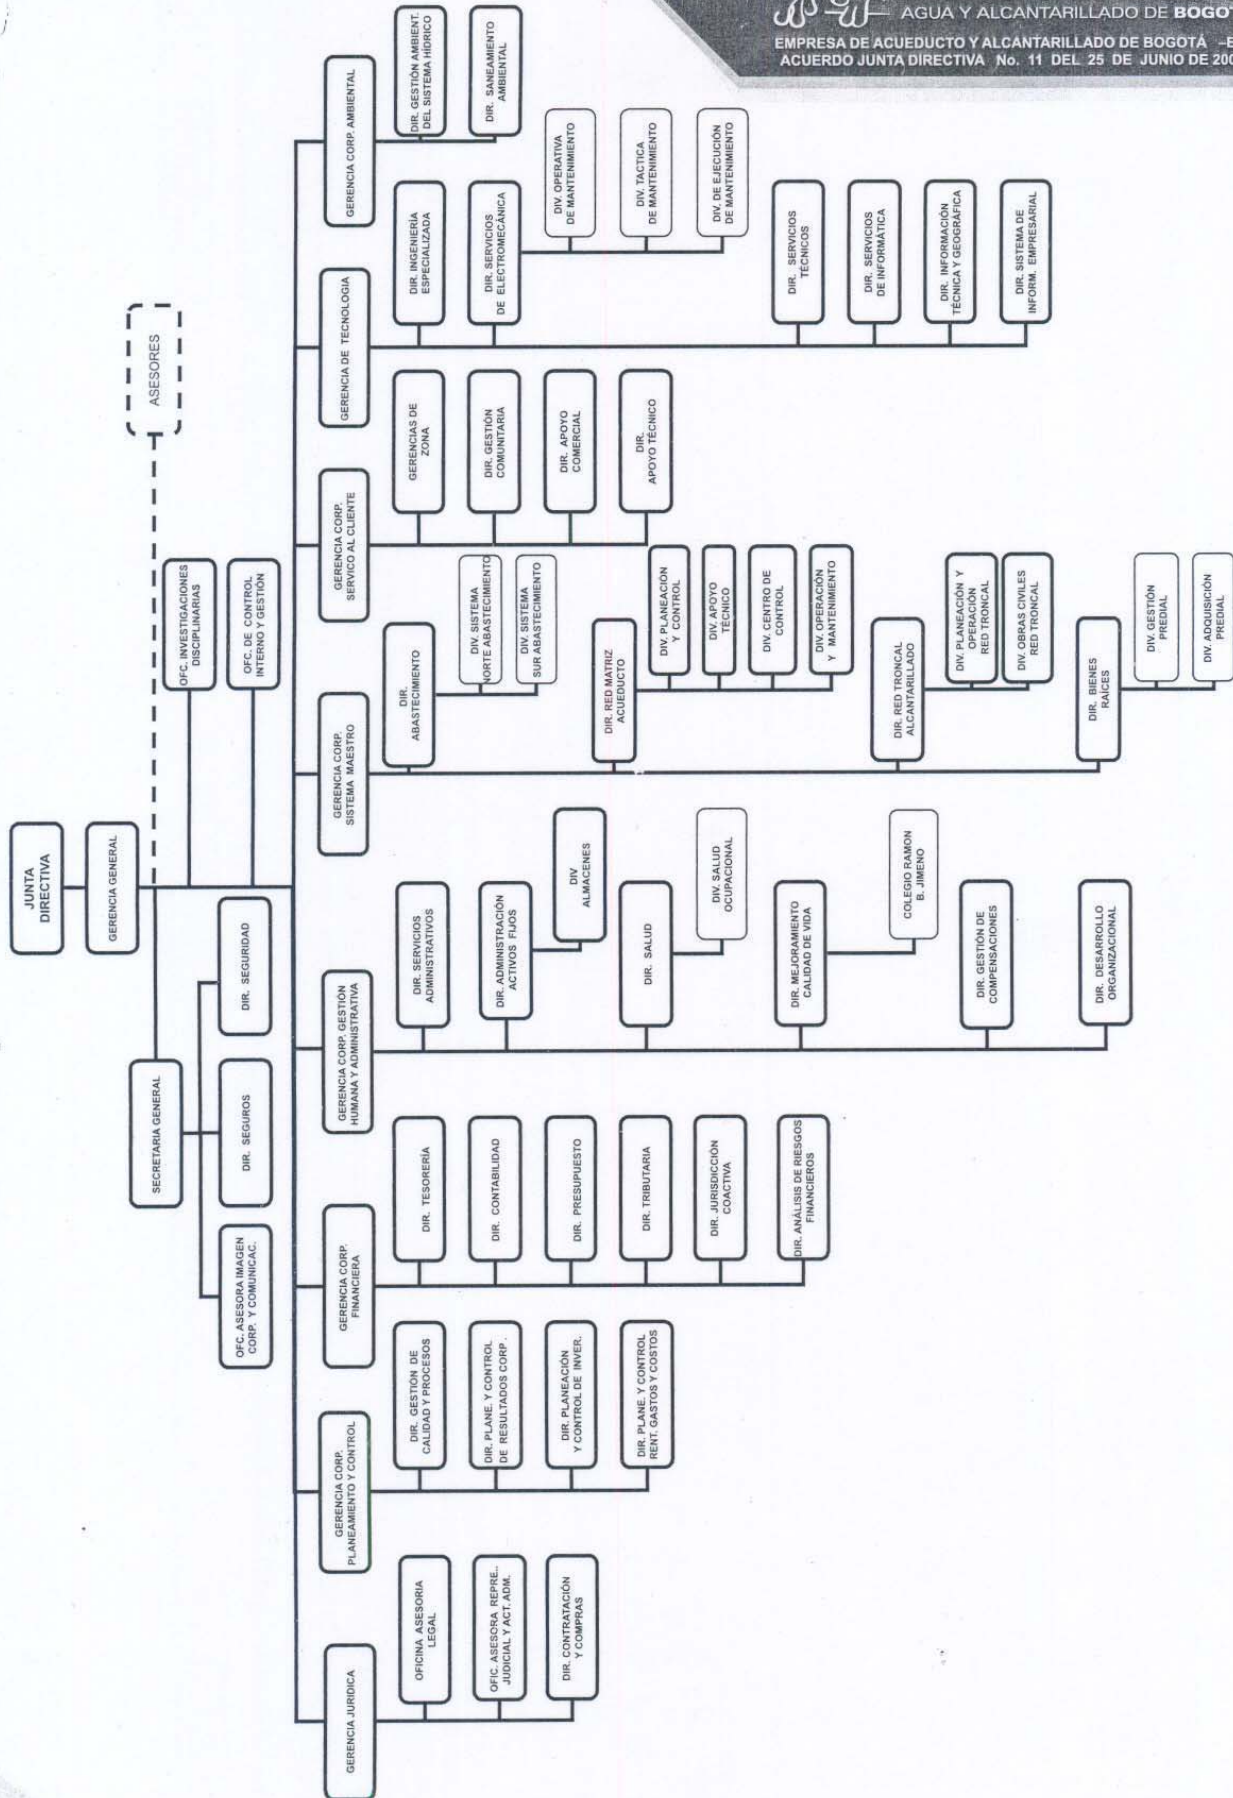 AGUA Y ALCANTARILLADO DE
EMPRESA DE ACUEDUCTO Y ALCANTARILLADO DE BOGOTÁ
ACUERDO JUNTA DIRECTIVA No. 11 DEL 25 DE JUNIO DE
JUNTA
DIRECTIVA
GERENCIA GENERAL
ASESORES
SECRETARIA GENERAL
OFC. INVESTIGACIONES
DISCIPLINARIAS
OFC. DE CONTROL
INTERNO Y GESTIÓN
OFC. ASESORA IMAGEN
CORP. Y COMUNICAC.
DIR. SEGUROS
DIR. SEGURIDAD
GERENCIA JURIDICA
OFICINA ASESORIA
LEGAL
OFIC. ASESORA REPRE..
JUDICIAL Y ACT. ADM.
DIR. CONTRATACIÓN
Y COMPRAS
GERENCIA CORP.
PLANEAMIENTO Y CONTROL
DIR. GESTIÓN DE
CALIDAD Y PROCESOS
DIR. PLANE. Y CONTROL
DE RESULTADOS CORP.
DIR. PLANEACIÓN
Y CONTROL DE INVER.
DIR. PLANE. Y CONTROL
RENT. GASTOS Y COSTOS
GERENCIA CORP.
FINANCIERA
DIR. TESORERÍA
DIR. CONTABILIDAD
DIR. PRESUPUESTO
DIR. TRIBUTARIA
DIR. JURISDICCIÓN
COACTIVA
DIR. ANÁLISIS DE RIESGOS
FINANCIEROS
GERENCIA CORP. GESTIÓN
HUMANA Y ADMINISTRATIVA
DIR. SERVICIOS
ADMINISTRATIVOS
DIR. ADMINISTRACIÓN
ACTIVOS FIJOS
DIV
ALMACENES
DIR. SALUD
DIV. SALUD
OCUPACIONAL
DIR. MEJORAMIENTO
CALIDAD DE VIDA
COLEGIO RAMON
B. JIMENO
DIR. GESTIÓN DE
COMPENSACIONES
DIR. DESARROLLO
ORGANIZACIONAL
GERENCIA CORP.
SISTEMA MAESTRO
DIR.
ABASTECIMIENTO
DIV. SISTEMA
NORTE ABASTECIMIENTO
DIV. SISTEMA
SUR ABASTECIMIENTO
DIR. RED MATRIZ
ACUEDUCTO
DIV. PLANEACIÓN
Y CONTROL
DIV. APOYO
TÉCNICO
DIV. CENTRO DE
CONTROL
DIV. OPERACIÓN
Y MANTENIMIENTO
DIR. RED TRONCAL
ALCANTARILLADO
DIV. PLANEACIÓN Y
OPERACIÓN
RED TRONCAL
DIV. OBRAS CIVILES
RED TRONCAL
DIR. BIENES
RAÍCES
DIV. GESTIÓN
PREDIAL
DIV. ADQUISICIÓN
PREDIAL
GERENCIA CORP.
SERVICO AL CLIENTE
GERENCIAS DE
ZONA
DIR. GESTIÓN
COMUNITARIA
DIR. APOYO
COMERCIAL
DIR.
APOYO TÉCNICO
GERENCIA DE TECNOLOGIA
DIR. INGENIERÍA
ESPECIALIZADA
DIR. SERVICIOS
DE ELECTROMECÁNICA
DIV. OPERATIVA
DE MANTENIMIENTO
DIV. TACTICA
DE MANTENIMIENTO
DIV. DE EJECUCIÓN
DE MANTENIMIENTO
DIR. SERVICIOS
TÉCNICOS
DIR. SERVICIOS
DE INFORMÁTICA
DIR. INFORMACIÓN
TÉCNICA Y GEOGRÁFICA
DIR. SISTEMA DE
INFORM. EMPRESARIAL
GERENCIA CORP. AMBIENTAL
DIR. GESTIÓN AMBIENT.
DEL SISTEMA HÍDRICO
DIR. SANEAMIENTO
AMBIENTAL